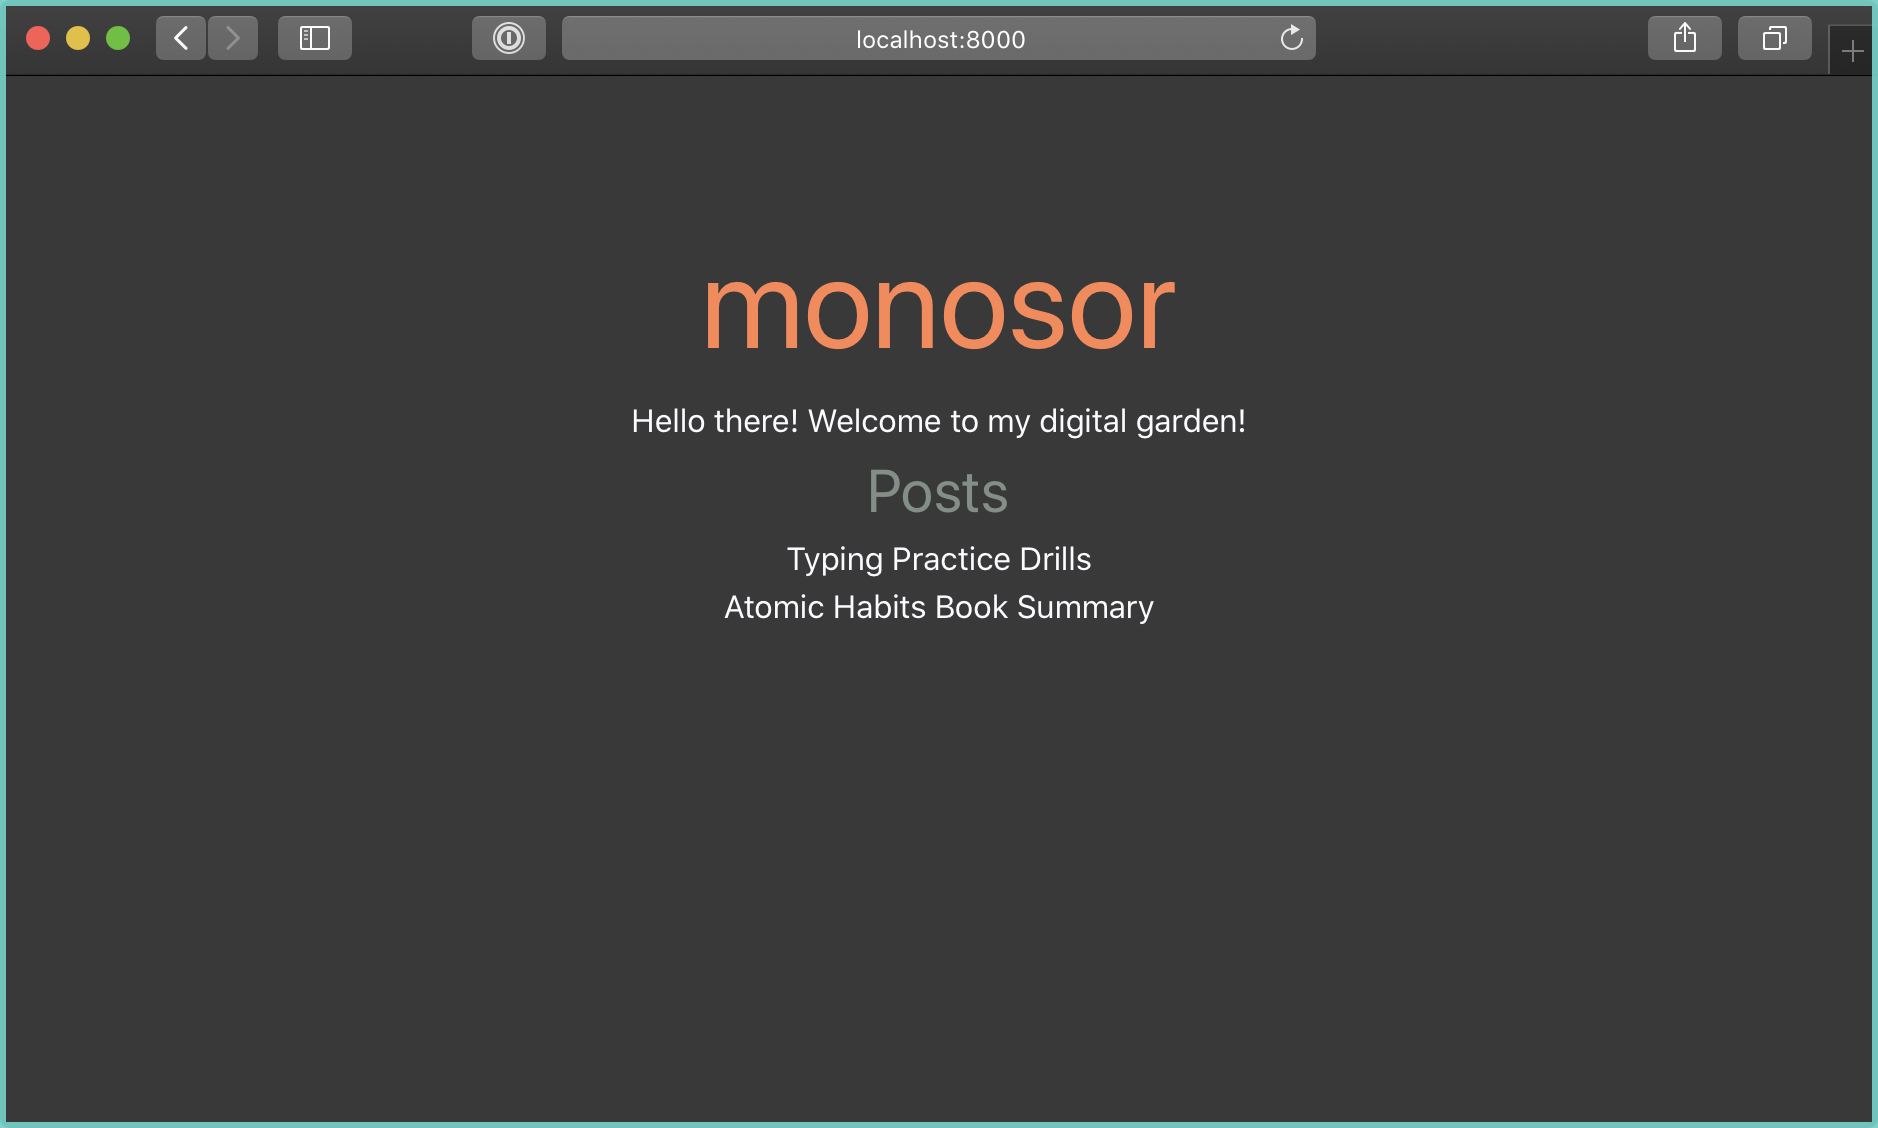 localhost:8000
monosor
Hello there! Welcome to my digital garden!
Posts
Typing Practice Drills
Atomic Habits Book Summary